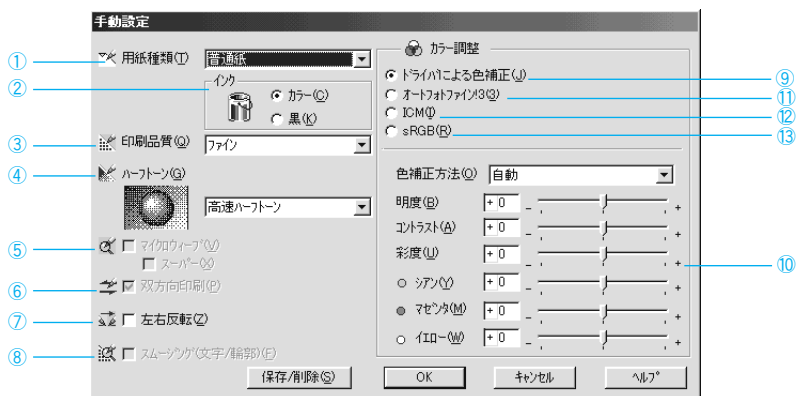 手動設定
① 用紙種類(T) 普通紙
② インク
カラー(C)
黒(K)
③ 印刷品質(Q) ファイン
④ ハーフトーン(G)
高速ハーフトーン
⑤ マイクロウィーブ(V)
スーパー(X)
⑥ 双方向印刷(P)
⑦ 左右反転(Z)
⑧ スムージング(文字/輪郭)(F)
保存/削除(S)
カラー調整
ドライバによる色補正(J) ⑨
オートフォトファイン!3(3) ⑪
ICM(I) ⑫
sRGB(R) ⑬
色補正方法(O) 自動
明度(B) + 0 - +
コントラスト(A) + 0 - +
彩度(U) + 0 - + ⑩
シアン(Y) + 0 - +
マゼンタ(M) + 0 - +
イエロー(W) + 0 - +
OK
キャンセル
ヘルプ